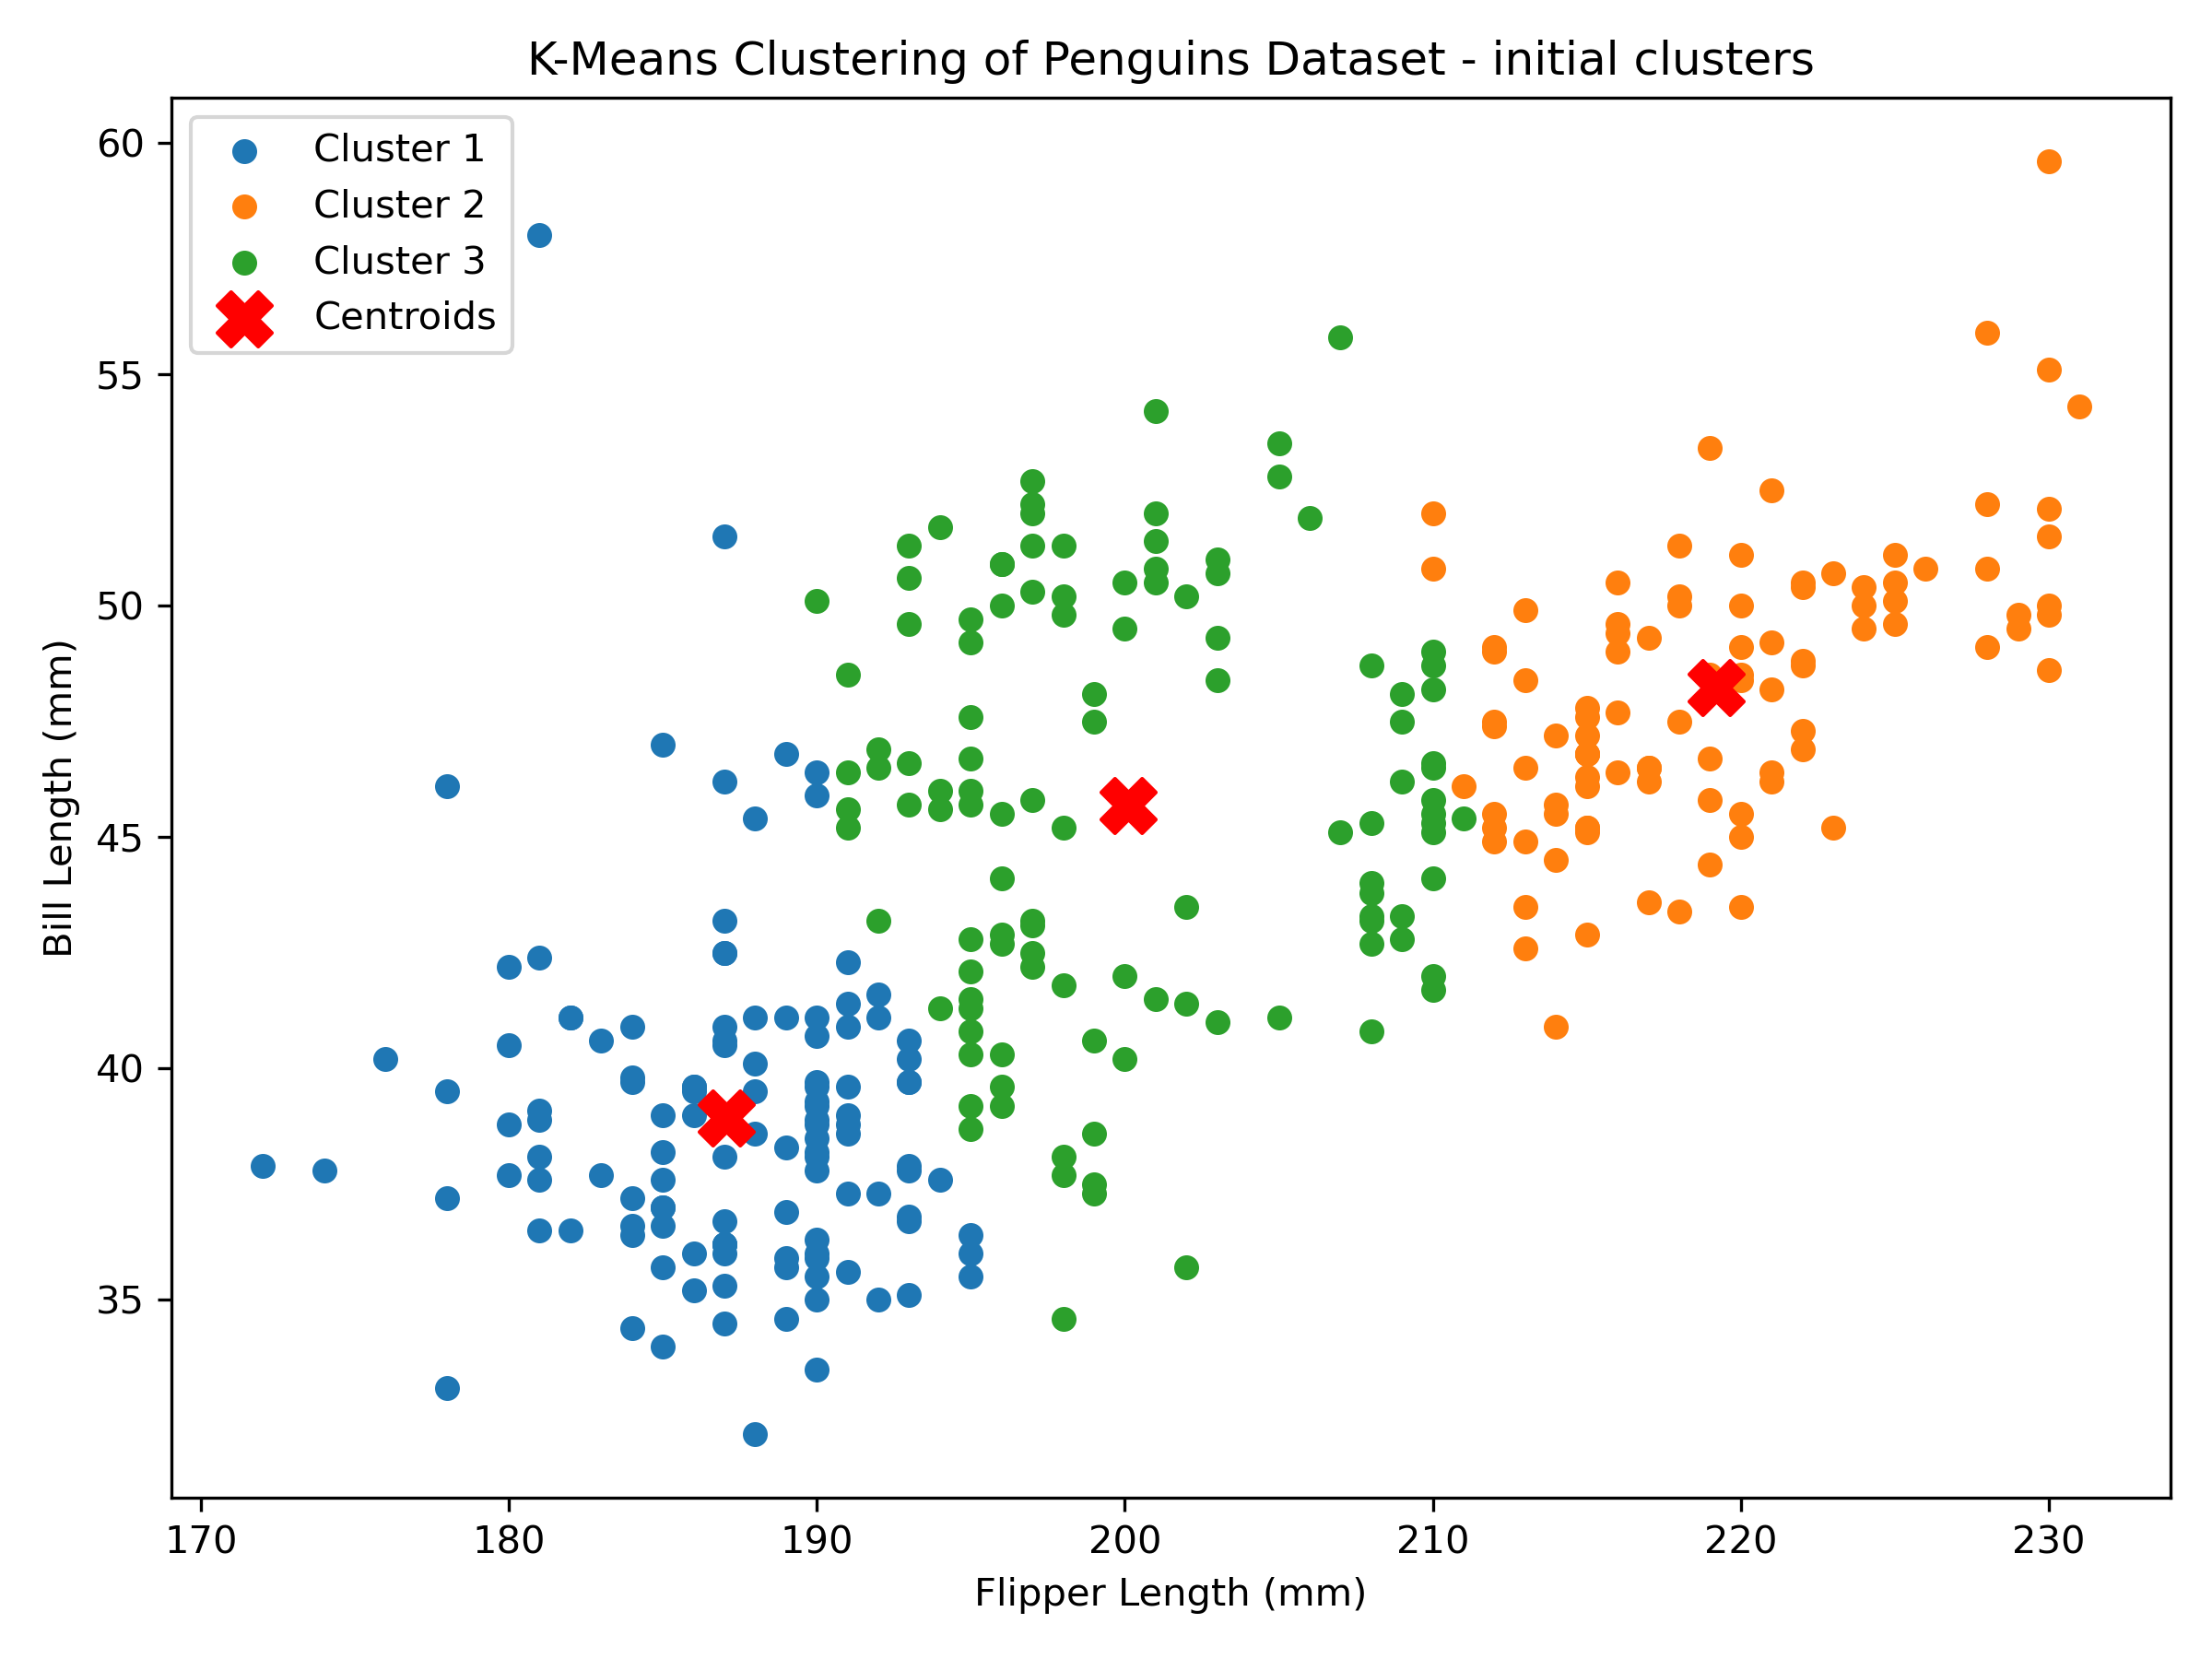 K-Means Clustering of Penguins Dataset - initial clusters
Cluster 1
Cluster 2
Cluster 3
Centroids
60
55
50
45
40
35
Bill Length (mm)
170 180 190 200 210 220 230
Flipper Length (mm)